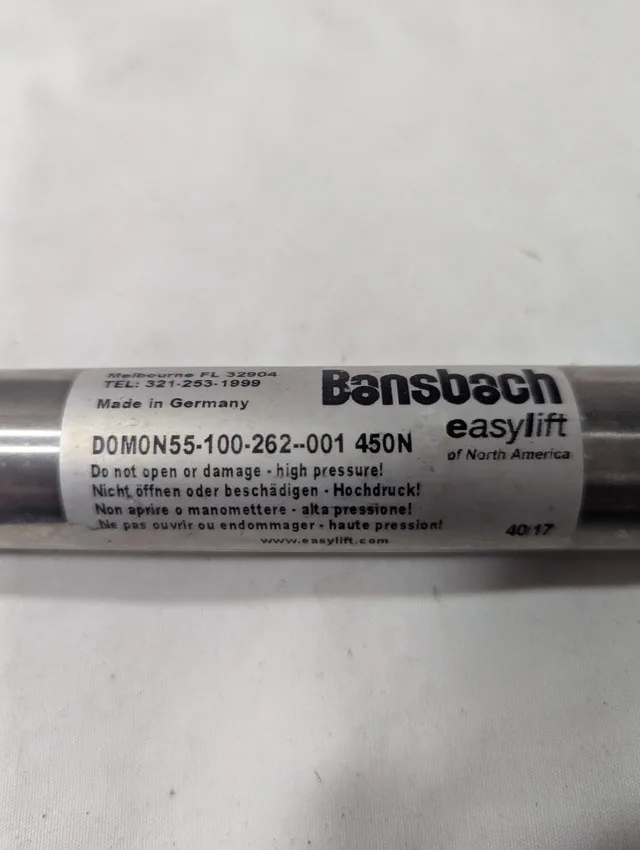 Melbourne FL 32904
TEL: 321-253-1999
Made in Germany
Bansbach
easylift
of North America
D0M0N55-100-262--001 450N
Do not open or damage - high pressure!
Nicht öffnen oder beschädigen - Hochdruck!
Non aprire o manomettere - alta pressione!
Ne pas ouvrir ou endommager - haute pression!
www.easylift.com
40/17